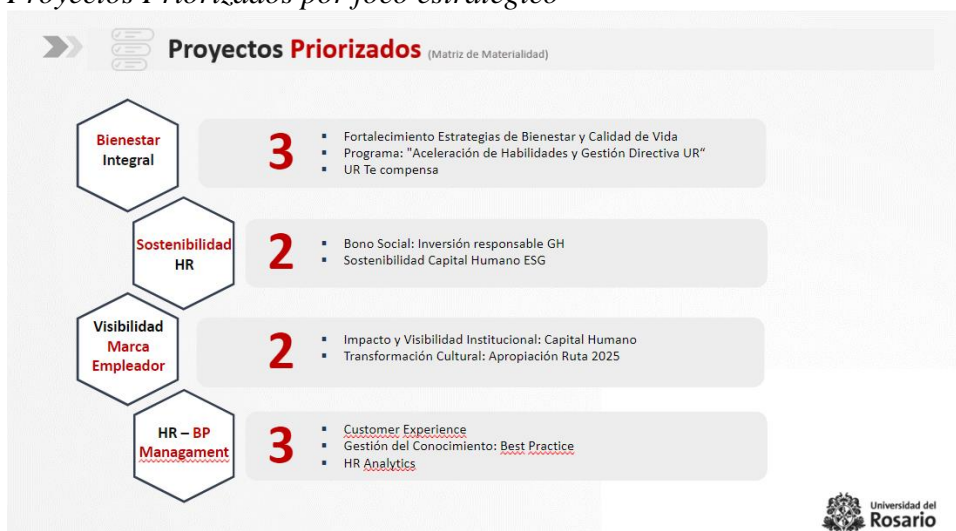 Proyectos Priorizados por foco estratégico
Proyectos Priorizados (Matriz de Materialidad)
Bienestar
Integral
3
▪ Fortalecimiento Estrategias de Bienestar y Calidad de Vida
▪ Programa: "Aceleración de Habilidades y Gestión Directiva UR“
▪ UR Te compensa
Sostenibilidad
HR
2
▪ Bono Social: Inversión responsable GH
▪ Sostenibilidad Capital Humano ESG
Visibilidad
Marca
Empleador
2
▪ Impacto y Visibilidad Institucional: Capital Humano
▪ Transformación Cultural: Apropiación Ruta 2025
HR – BP
Managament
3
▪ Customer Experience
▪ Gestión del Conocimiento: Best Practice
▪ HR Analytics
Universidad del
Rosario